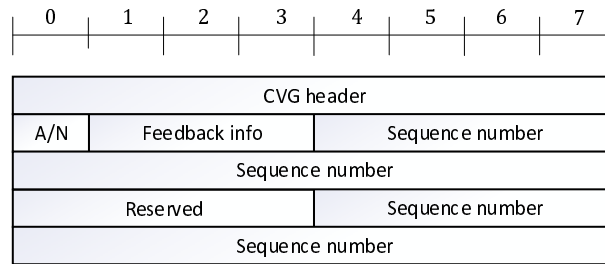 0 1 2 3 4 5 6 7
CVG header
A/N Feedback info Sequence number
Sequence number
Reserved Sequence number
Sequence number